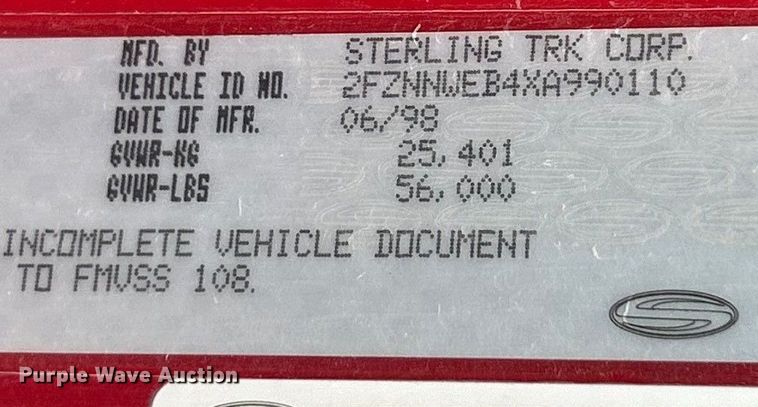 MFD. BY STERLING TRK CORP.
VEHICLE ID NO. 2FZNNWEB4XA990110
DATE OF MFR. 06/98
GVWR-KG 25,401
GVWR-LBS 56,000
INCOMPLETE VEHICLE DOCUMENT
TO FMVSS 108.
Purple Wave Auction